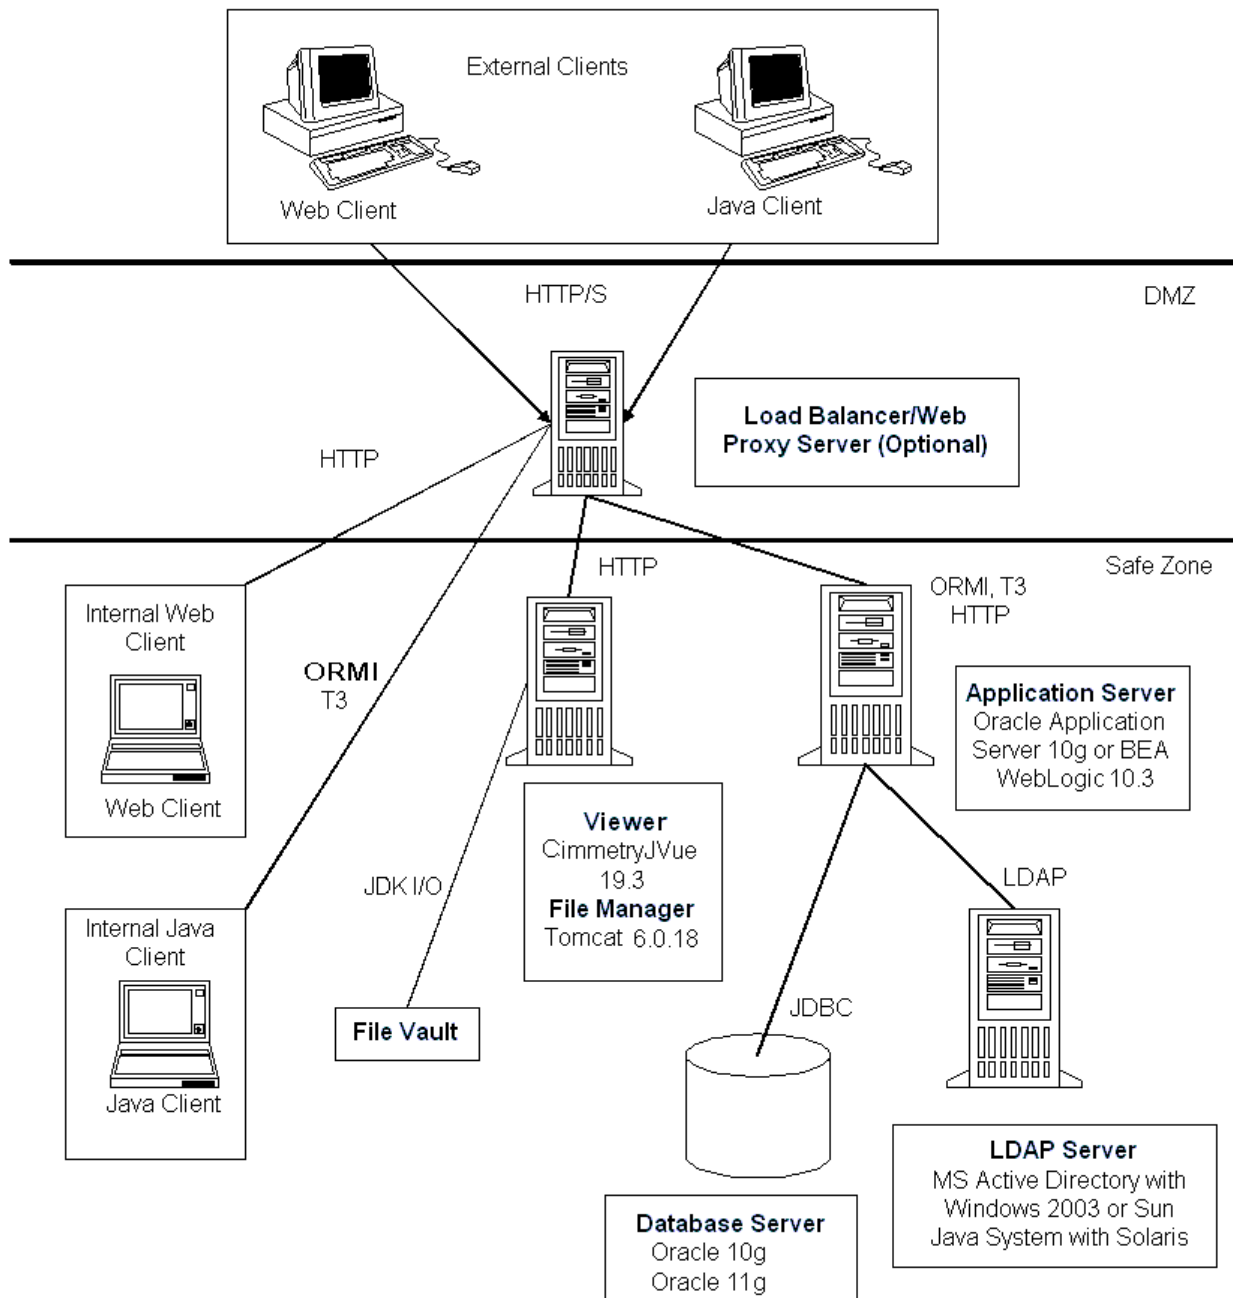 External Clients
Web Client
Java Client
HTTP/S
DMZ
Load Balancer/Web
Proxy Server (Optional)
HTTP
HTTP
Safe Zone
ORMI, T3
HTTP
Internal Web
Client
Web Client
ORMI
T3
Application Server
Oracle Application
Server 10g or BEA
WebLogic 10.3
Viewer
CimmetryJVue
19.3
File Manager
Tomcat 6.0.18
JDK I/O
LDAP
Internal Java
Client
Java Client
File Vault
JDBC
LDAP Server
MS Active Directory with
Windows 2003 or Sun
Java System with Solaris
Database Server
Oracle 10g
Oracle 11g